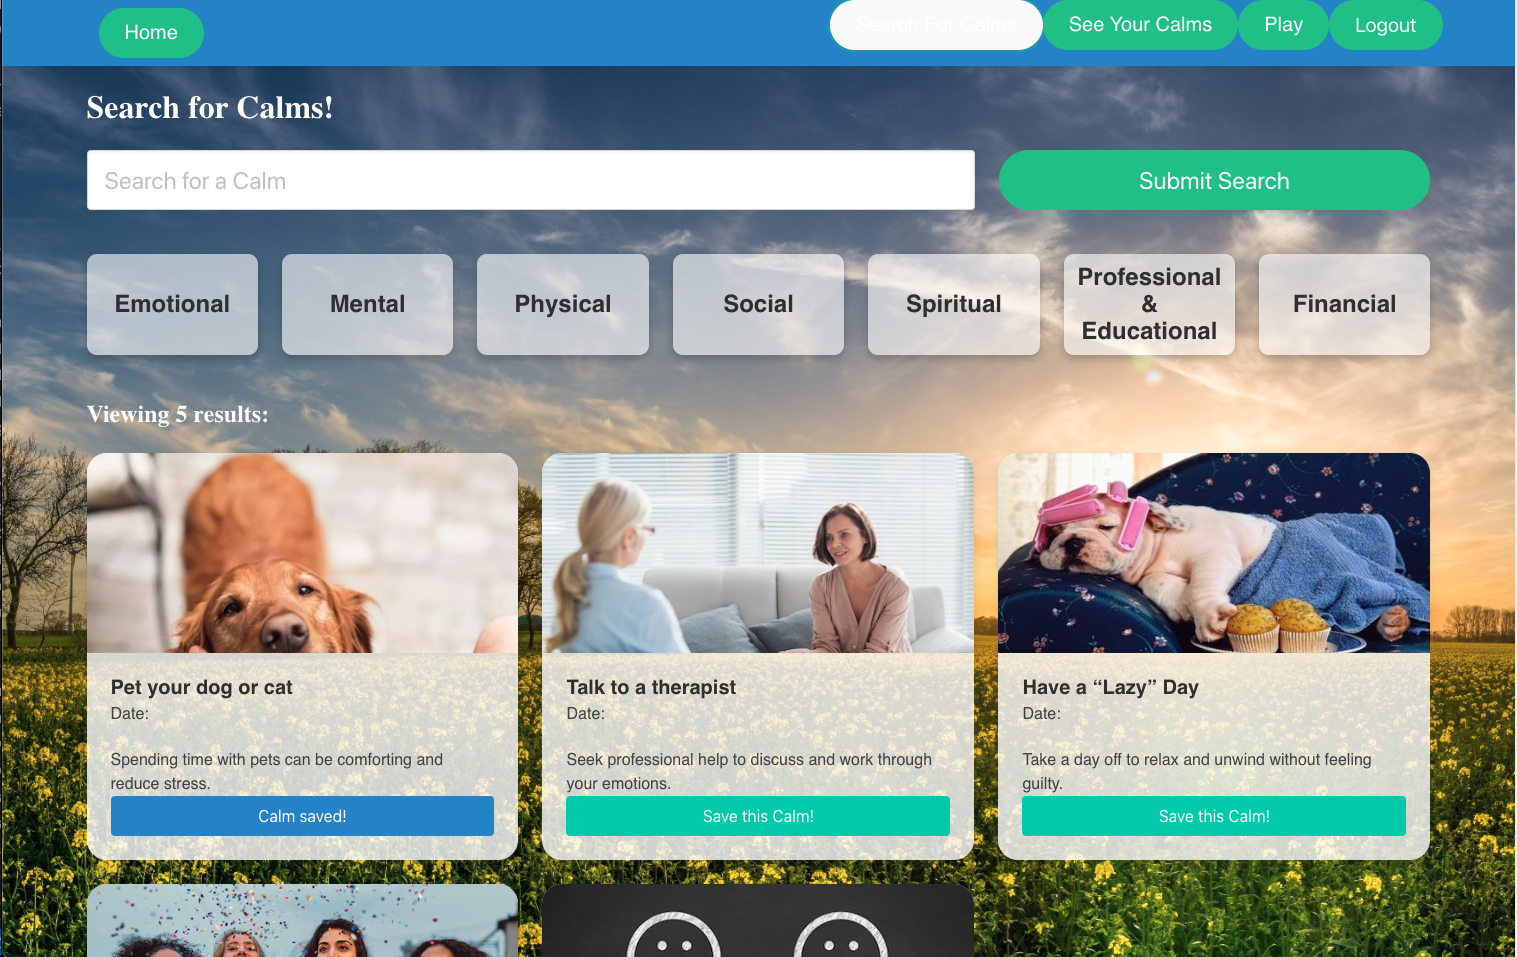 Home
Search For Calms
See Your Calms
Play
Logout
Search for Calms!
Search for a Calm
Submit Search
Emotional
Mental
Physical
Social
Spiritual
Professional
&
Educational
Financial
Viewing 5 results:
Pet your dog or cat
Date:
Spending time with pets can be comforting and
reduce stress.
Calm saved!
Talk to a therapist
Date:
Seek professional help to discuss and work through
your emotions.
Save this Calm!
Have a “Lazy” Day
Date:
Take a day off to relax and unwind without feeling
guilty.
Save this Calm!